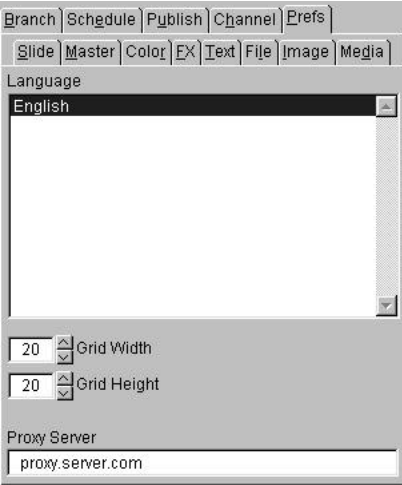 Branch Schedule Publish Channel Prefs
Slide Master Color FX Text File Image Media
Language
English
20 Grid Width
20 Grid Height
Proxy Server
proxy.server.com